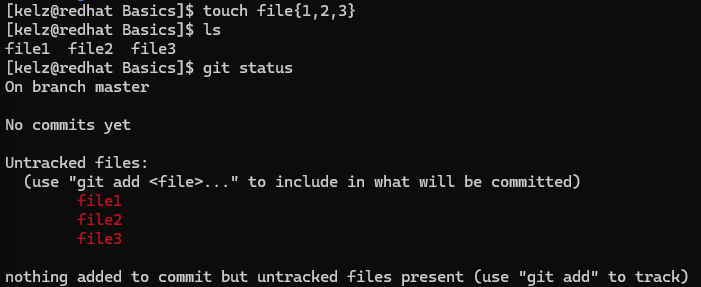 [kelz@redhat Basics]$ touch file{1,2,3}
[kelz@redhat Basics]$ ls
file1  file2  file3
[kelz@redhat Basics]$ git status
On branch master

No commits yet

Untracked files:
  (use "git add <file>..." to include in what will be committed)
        file1
        file2
        file3

nothing added to commit but untracked files present (use "git add" to track)